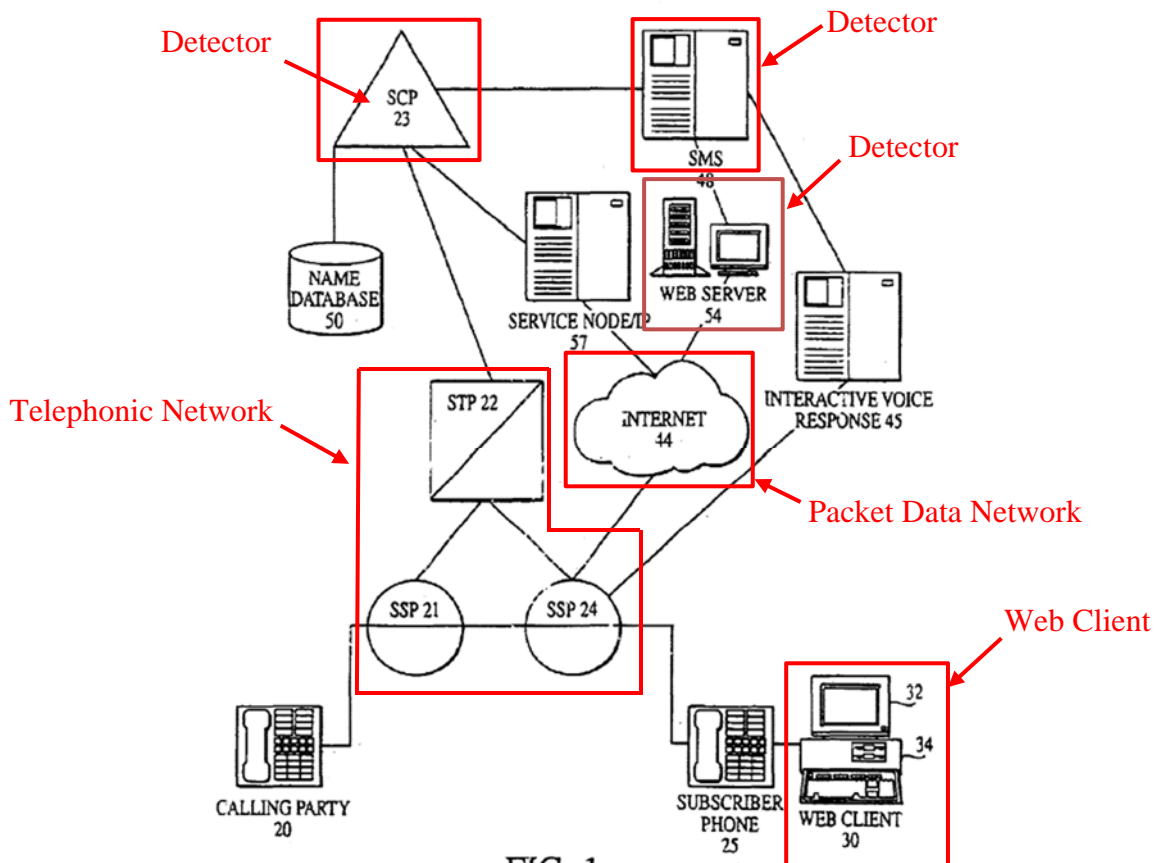 Detector
Detector
SCP
23
SMS
48
Detector
NAME
DATABASE
50
SERVICE NODE/IP
57
WEB SERVER
54
Telephonic Network
STP 22
INTERNET
44
INTERACTIVE VOICE
RESPONSE 45
Packet Data Network
SSP 21
SSP 24
Web Client
32
34
CALLING PARTY
20
SUBSCRIBER
PHONE
25
WEB CLIENT
30
FIG. 1